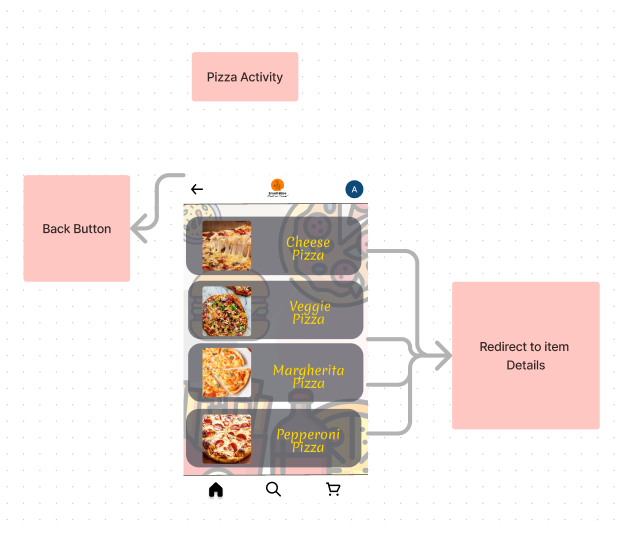 Pizza Activity
A
Back Button
Cheese
Pizza
Veggie
Pizza
Redirect to item
Details
Margherita
Pizza
Pepperoni
Pizza